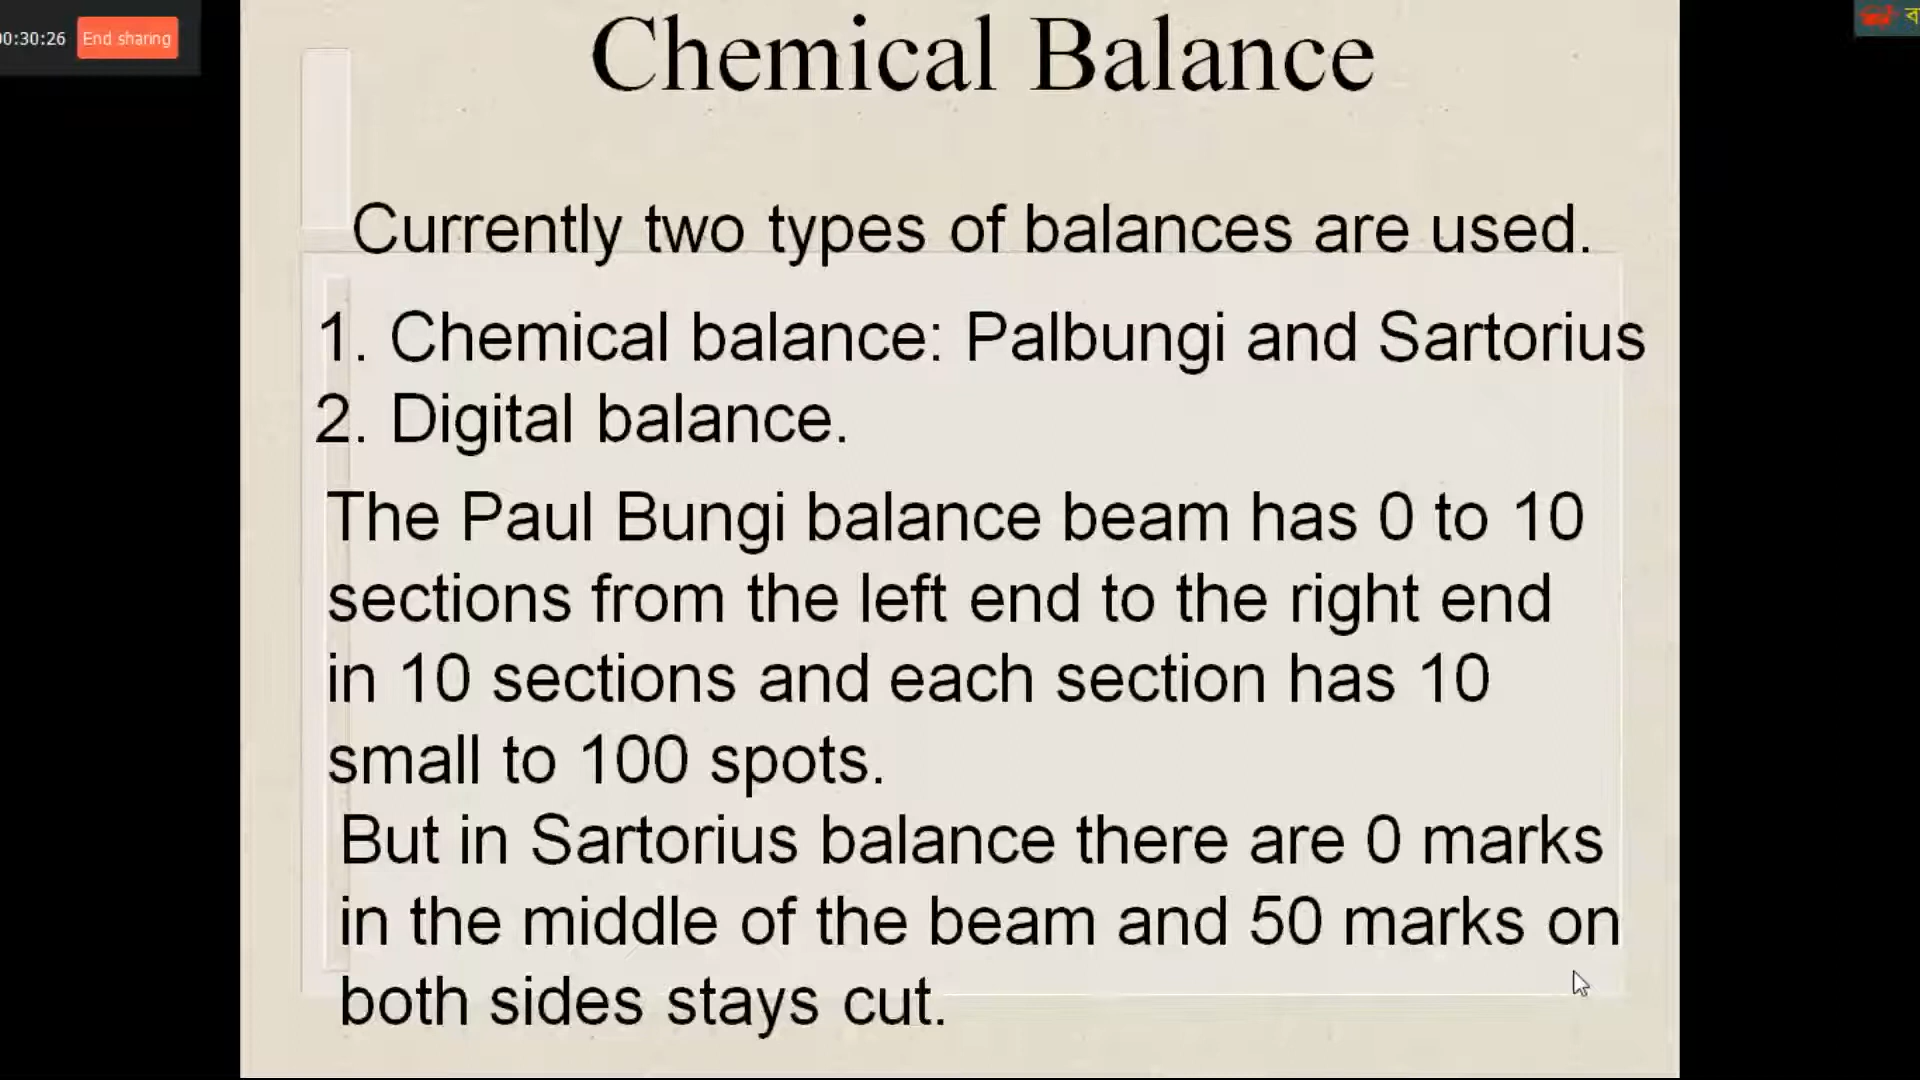 00:30:26 End sharing
Chemical Balance
Currently two types of balances are used.
1. Chemical balance: Palbungi and Sartorius
2. Digital balance.
The Paul Bungi balance beam has 0 to 10
sections from the left end to the right end
in 10 sections and each section has 10
small to 100 spots.
But in Sartorius balance there are 0 marks
in the middle of the beam and 50 marks on
both sides stays cut.